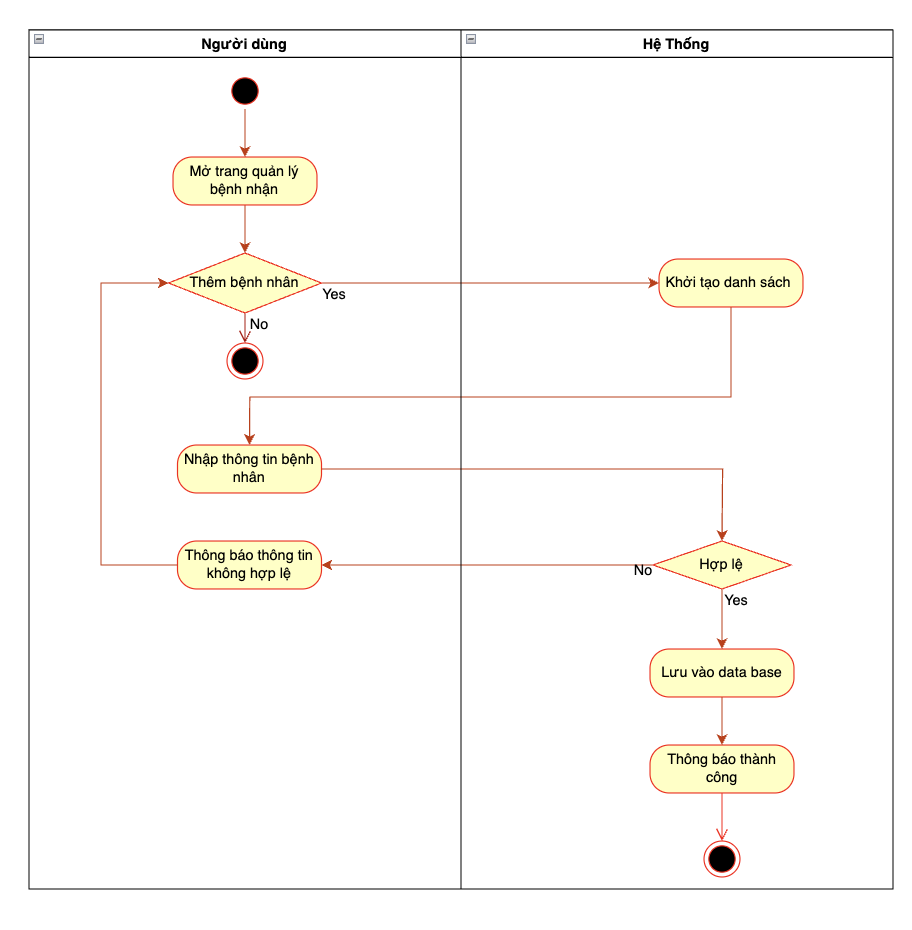 Người dùng
Hệ Thống
Mở trang quản lý
bệnh nhận
Thêm bệnh nhân
Yes
No
Khởi tạo danh sách
Nhập thông tin bệnh
nhân
Thông báo thông tin
không hợp lệ
No
Hợp lệ
Yes
Lưu vào data base
Thông báo thành
công